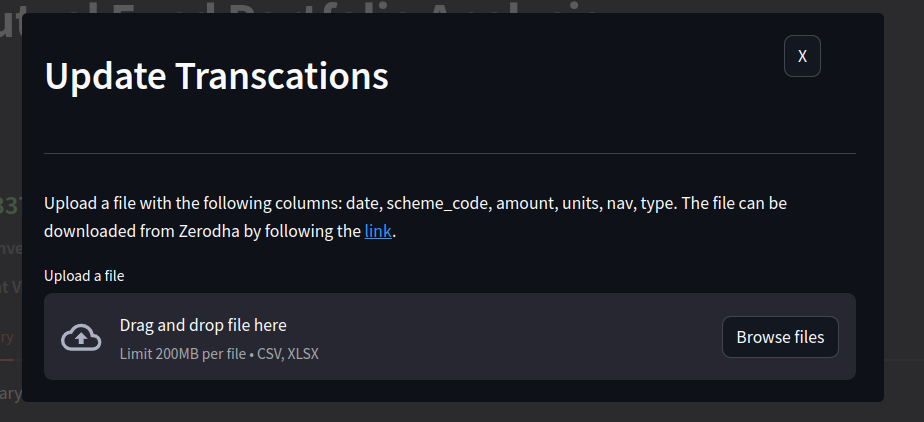 Update Transcations
X
Upload a file with the following columns: date, scheme_code, amount, units, nav, type. The file can be
downloaded from Zerodha by following the link.
Upload a file
Drag and drop file here
Limit 200MB per file • CSV, XLSX
Browse files